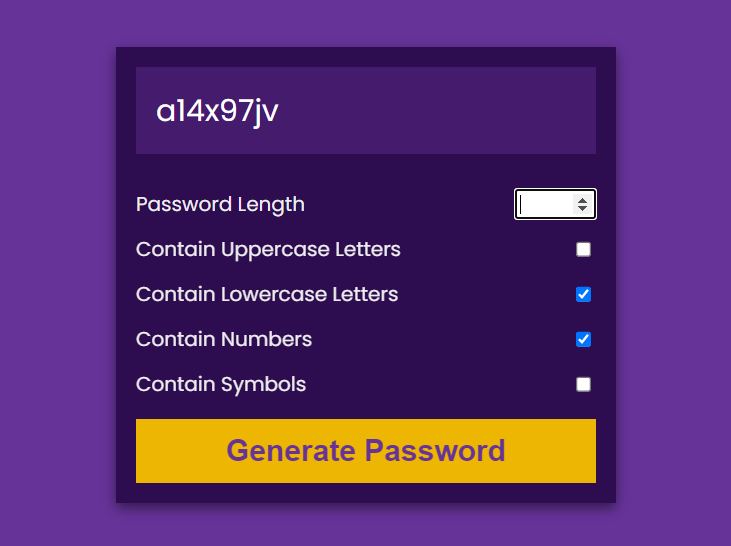 a14x97jv
Password Length
Contain Uppercase Letters
Contain Lowercase Letters
Contain Numbers
Contain Symbols
Generate Password